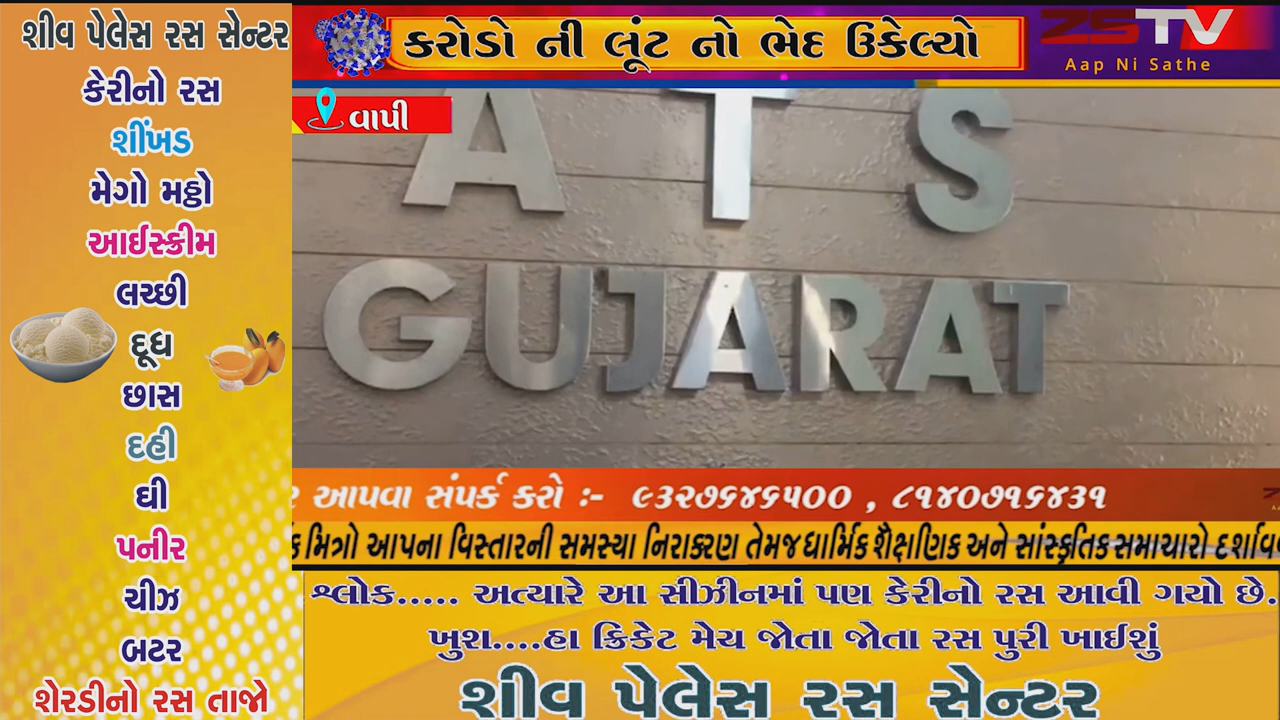 શીવ પેલેસ રસ સેન્ટર
કેરીનો રસ
શીંખડ
મેગો મઠ્ઠો
આઈસ્ક્રીમ
લચ્છી
દૂધ
છાસ
દહી
ઘી
પનીર
ચીઝ
બટર
શેરડીનો રસ તાજો
કરોડો ની લૂંટ નો ભેદ ઉકેલ્યો
ZSTV
Aap Ni Sathe
વાપી
ATS
GUJARAT
આપવા સંપર્ક કરો :- ૯૩૨૭૬૪૬૫૦૦ , ૮૧૪૦૭૧૬૪૩૧
મિત્રો આપના વિસ્તારની સમસ્યા નિરાકરણ તેમજ ધાર્મિક શૈક્ષણિક અને સાંસ્કૃતિક સમાચારો
શ્લોક..... અત્યારે આ સીઝીનમાં પણ કેરીનો રસ આવી ગયો છે.
ખુશ....હા ક્રિકેટ મેચ જોતા જોતા રસ પુરી ખાઈશું
શીવ પેલેસ રસ સેન્ટર